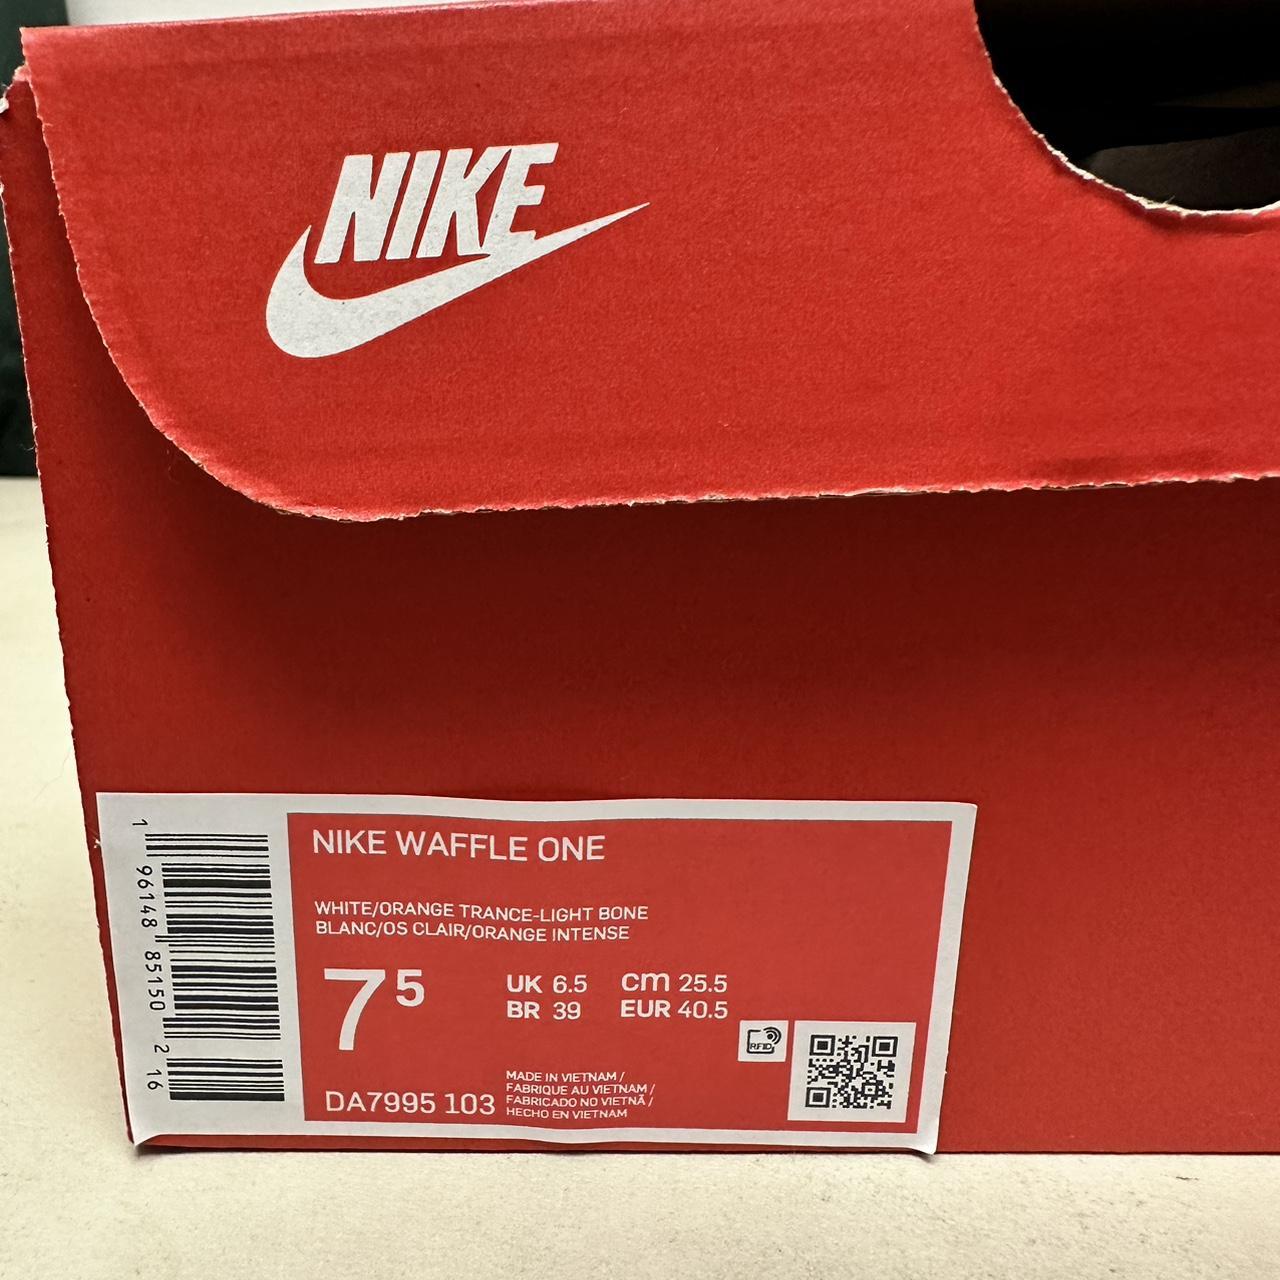 NIKE
NIKE WAFFLE ONE
WHITE/ORANGE TRANCE-LIGHT BONE
BLANC/OS CLAIR/ORANGE INTENSE
7 5
UK 6.5 cm 25.5
BR 39 EUR 40.5
RFID
DA7995 103
MADE IN VIETNAM /
FABRIQUE AU VIETNAM /
FABRICADO NO VIETNÃ /
HECHO EN VIETNAM
1 96148 85150 2 16